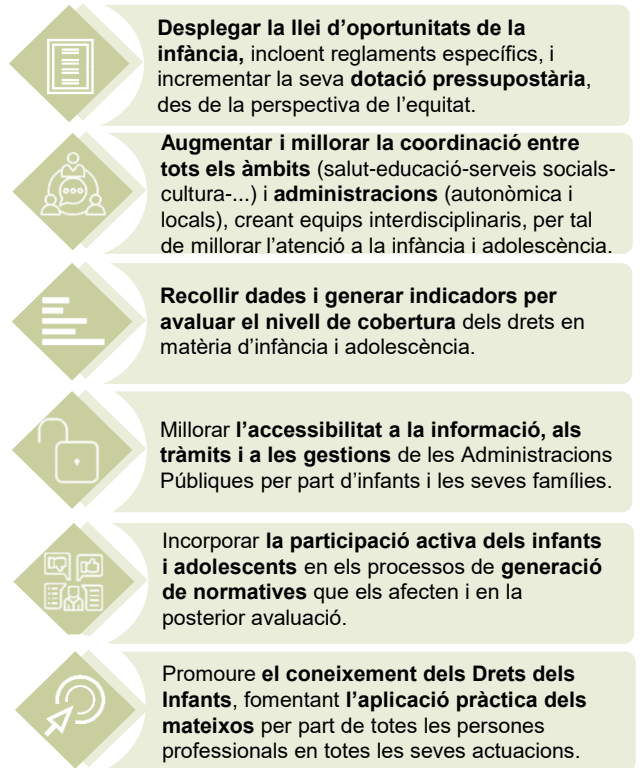 Desplegar la llei d’oportunitats de la
infància, incloent reglaments específics, i
incrementar la seva dotació pressupostària,
des de la perspectiva de l’equitat.
Augmentar i millorar la coordinació entre
tots els àmbits (salut-educació-serveis socials-
cultura-...) i administracions (autonòmica i
locals), creant equips interdisciplinaris, per tal
de millorar l’atenció a la infància i adolescència.
Recollir dades i generar indicadors per
avaluar el nivell de cobertura dels drets en
matèria d’infància i adolescència.
Millorar l’accessibilitat a la informació, als
tràmits i a les gestions de les Administracions
Públiques per part d’infants i les seves famílies.
Incorporar la participació activa dels infants
i adolescents en els processos de generació
de normatives que els afecten i en la
posterior avaluació.
Promoure el coneixement dels Drets dels
Infants, fomentant l’aplicació pràctica dels
mateixos per part de totes les persones
professionals en totes les seves actuacions.